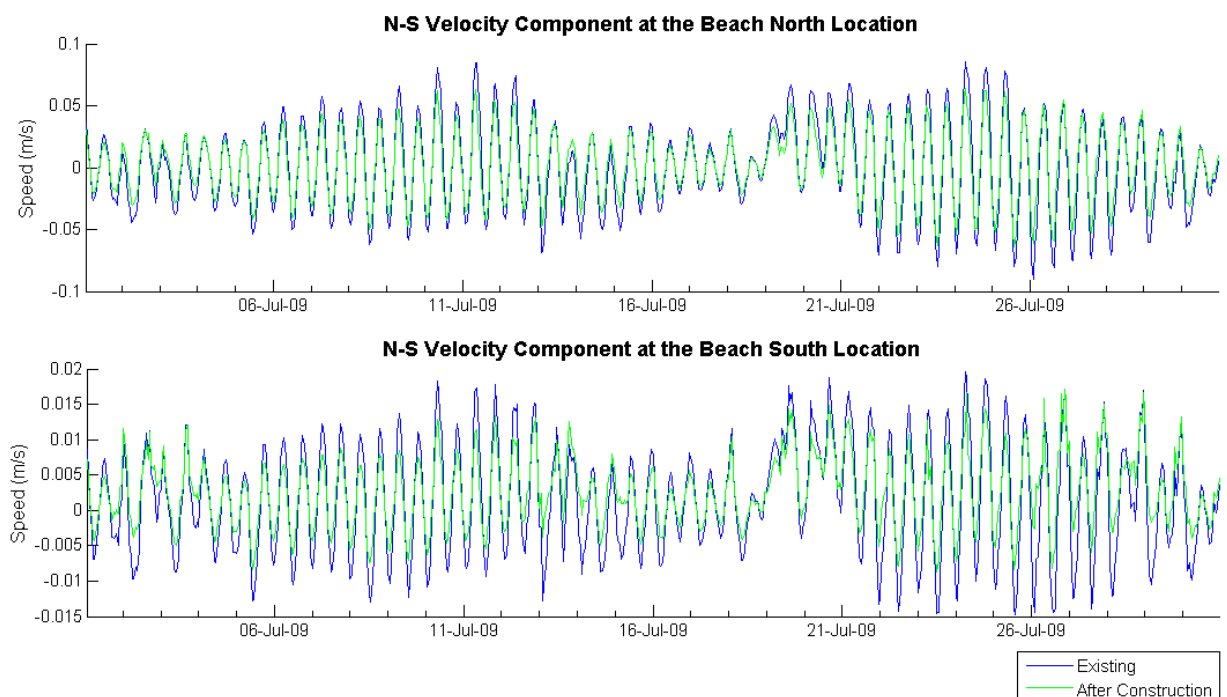 N-S Velocity Component at the Beach North Location
0.1
0.05
0
-0.05
-0.1
Speed (m/s)
06-Jul-09 11-Jul-09 16-Jul-09 21-Jul-09 26-Jul-09
N-S Velocity Component at the Beach South Location
0.02
0.015
0.01
0.005
0
-0.005
-0.01
-0.015
Speed (m/s)
06-Jul-09 11-Jul-09 16-Jul-09 21-Jul-09 26-Jul-09
Existing
After Construction